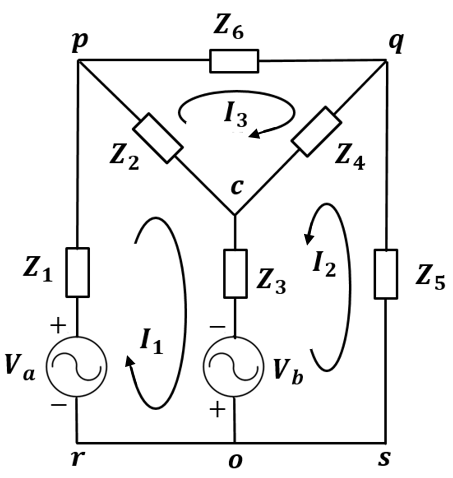 Z6
p
q
I3
Z2
Z4
c
Z1
Z3
I2
Z5
+
−
Va
I1
Vb
−
+
r
o
s